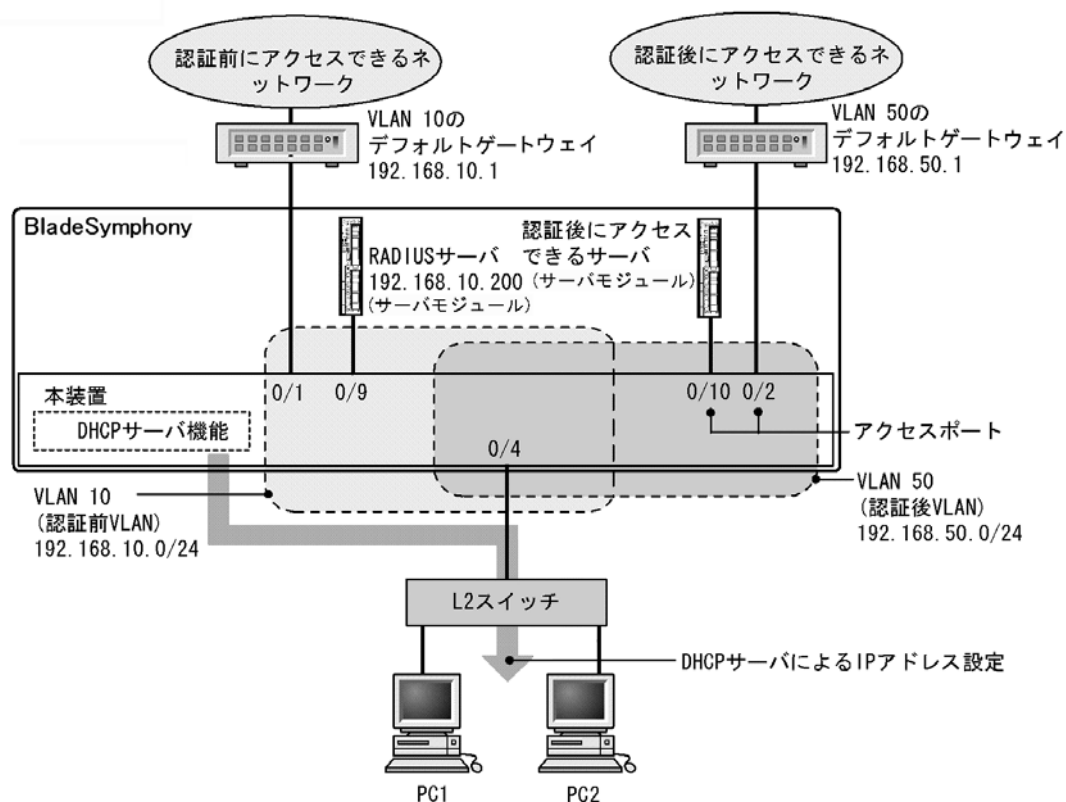 認証前にアクセスできるネ
ットワーク
認証後にアクセスできるネ
ットワーク
VLAN 10の
デフォルトゲートウェイ
192.168.10.1
VLAN 50の
デフォルトゲートウェイ
192.168.50.1
BladeSymphony
RADIUSサーバ
192.168.10.200
(サーバモジュール)
認証後にアクセス
できるサーバ
(サーバモジュール)
本装置
DHCPサーバ機能
0/1
0/9
0/10
0/2
0/4
アクセスポート
VLAN 10
(認証前VLAN)
192.168.10.0/24
VLAN 50
(認証後VLAN)
192.168.50.0/24
L2スイッチ
DHCPサーバによるIPアドレス設定
PC1
PC2